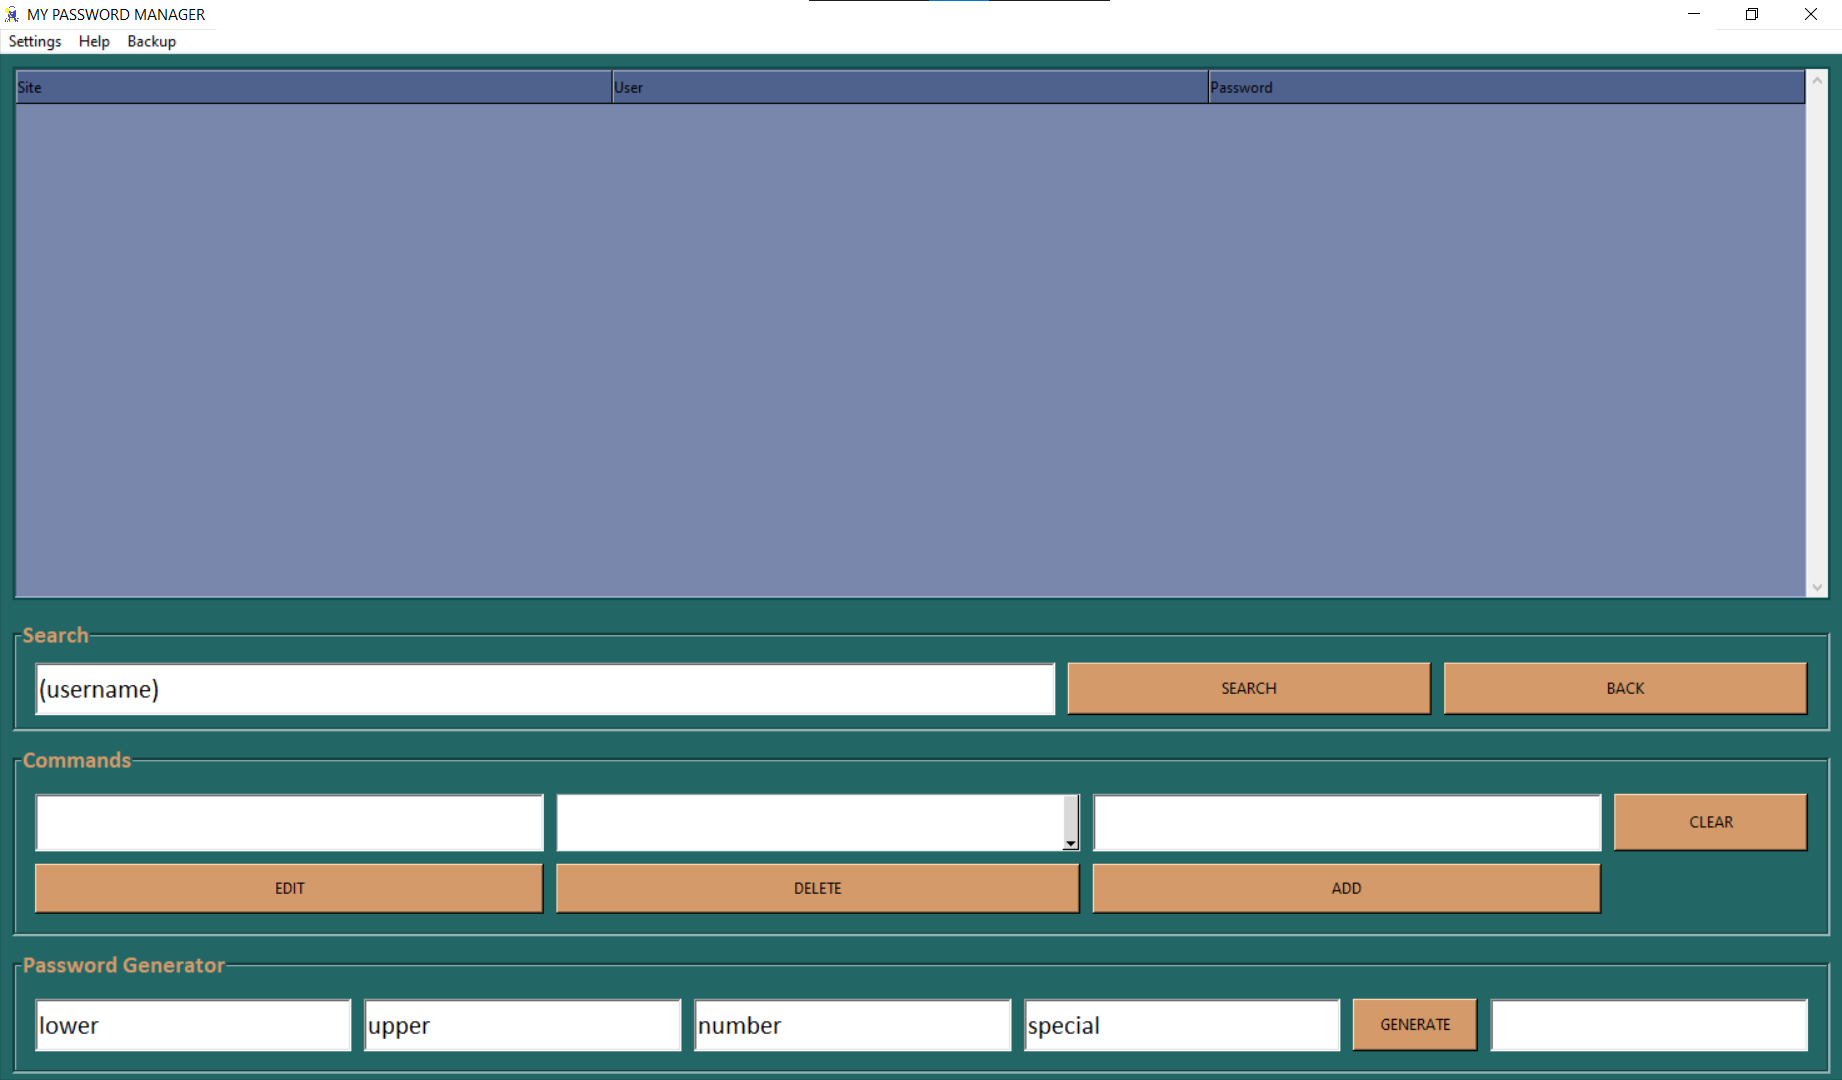 MY PASSWORD MANAGER
Settings Help Backup
Site User Password
Search
(username) SEARCH BACK
Commands
CLEAR
EDIT DELETE ADD
Password Generator
lower upper number special GENERATE